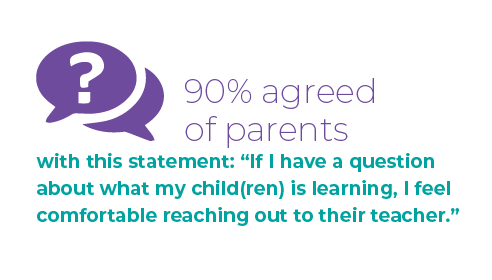 ?
90% agreed
of parents
with this statement: “If I have a question
about what my child(ren) is learning, I feel
comfortable reaching out to their teacher.”